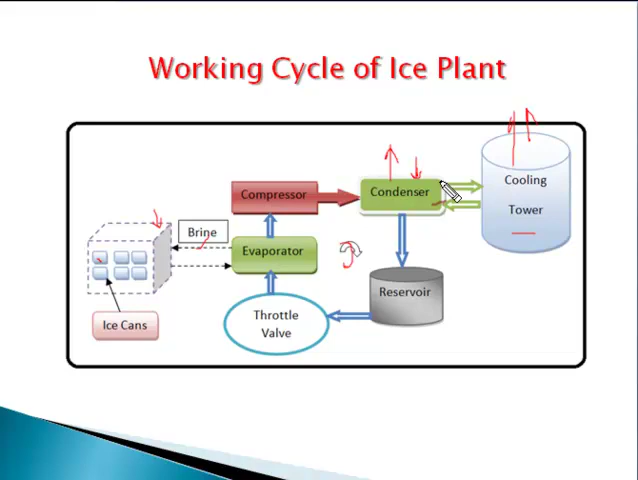 Working Cycle of Ice Plant
Cooling
Tower
Compressor
Condenser
Brine
Evaporator
Reservoir
Ice Cans
Throttle
Valve